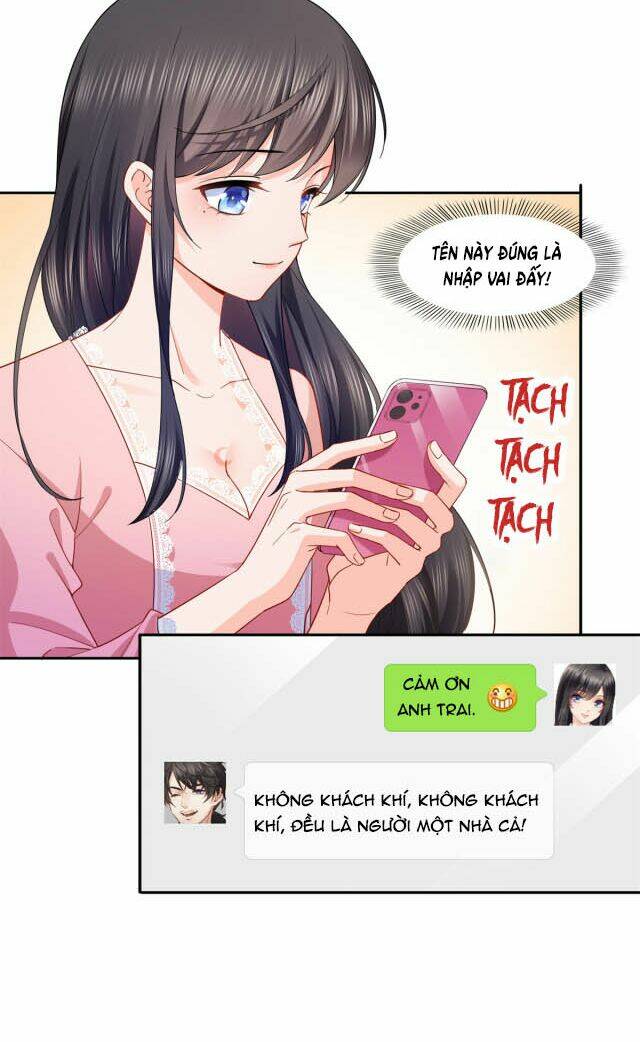 TÊN NÀY ĐÚNG LÀ
NHẬP VAI ĐẤY!
TẠCH
TẠCH
TẠCH
CẢM ƠN
ANH TRAI.
KHÔNG KHÁCH KHÍ, KHÔNG KHÁCH
KHÍ, ĐỀU LÀ NGƯỜI MỘT NHÀ CẢ!